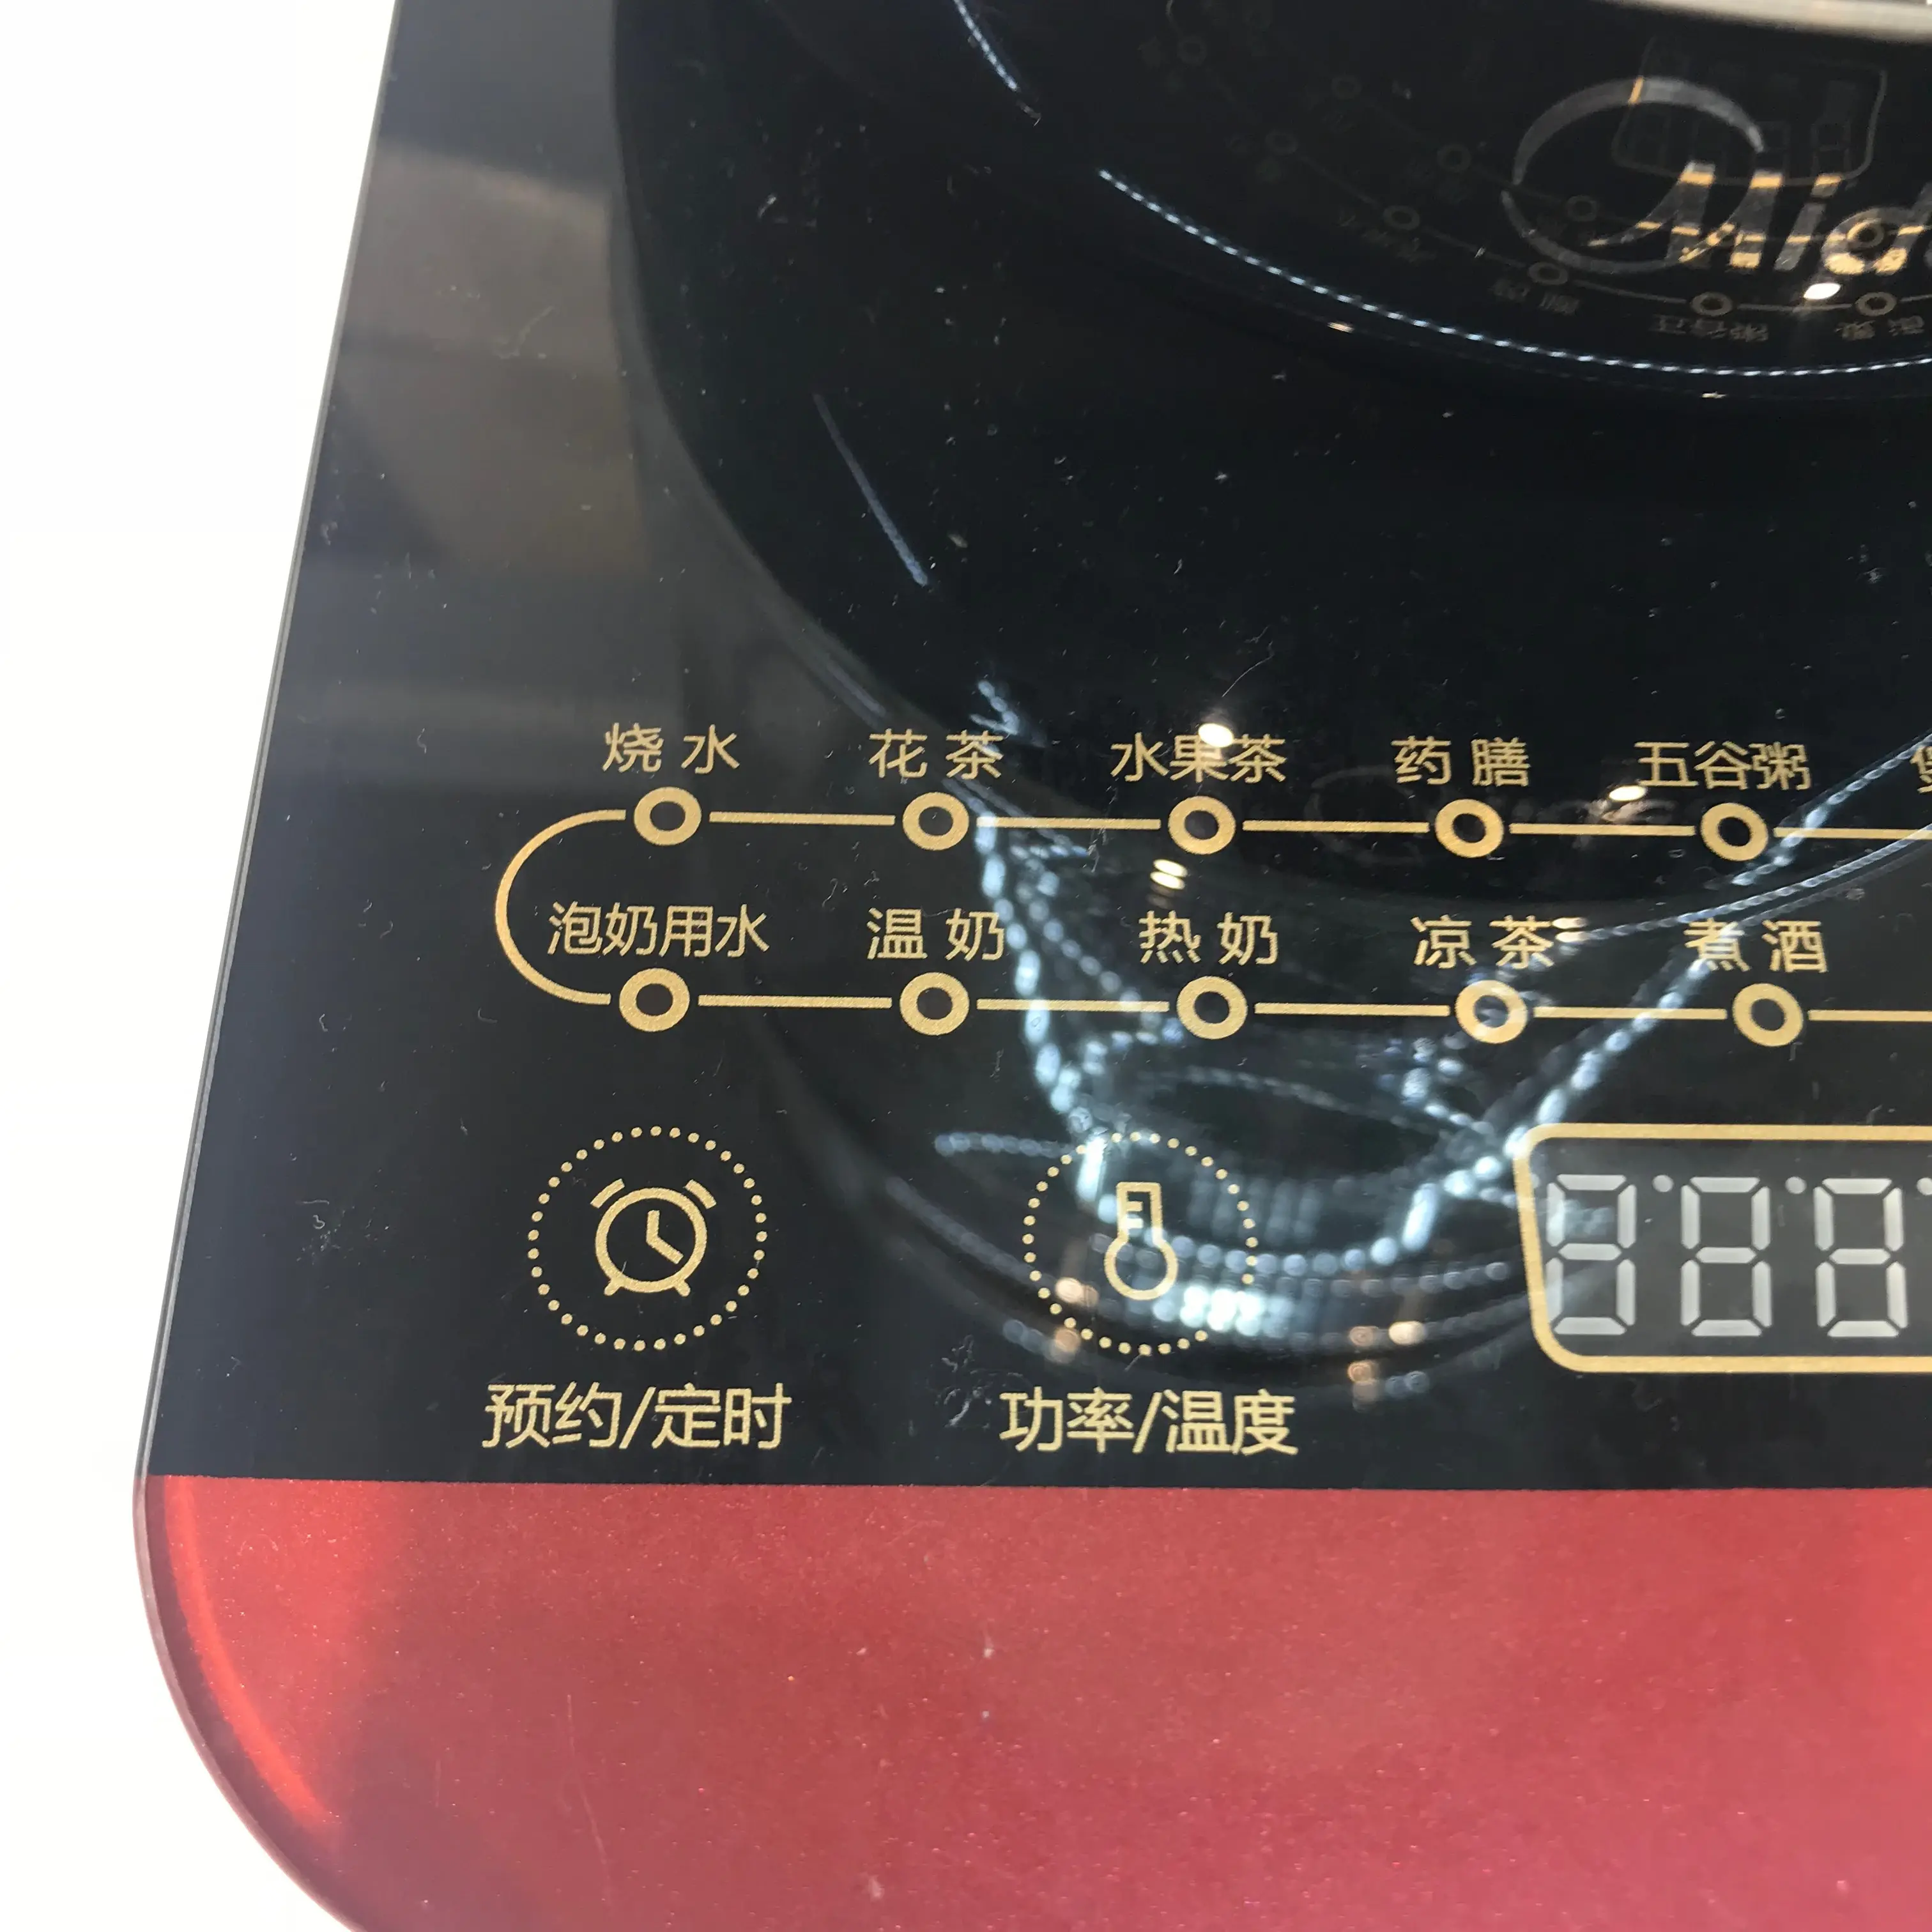 烧水 花茶 水果茶 药膳 五谷粥
泡奶用水 温奶 热奶 凉茶 煮酒
888
预约/定时 功率/温度